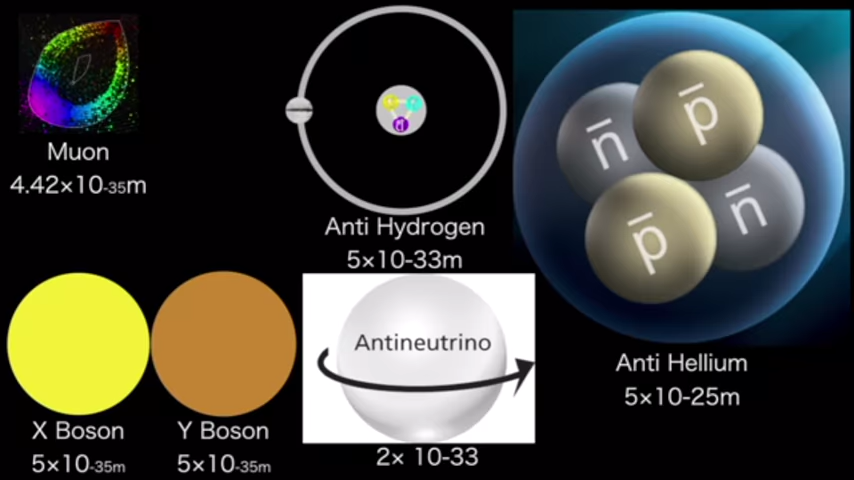 Muon
4.42×10-35m
Anti Hydrogen
5×10-33m
n̄
p̄
p̄
n̄
Anti Hellium
5×10-25m
X Boson
5×10-35m
Y Boson
5×10-35m
Antineutrino
2× 10-33